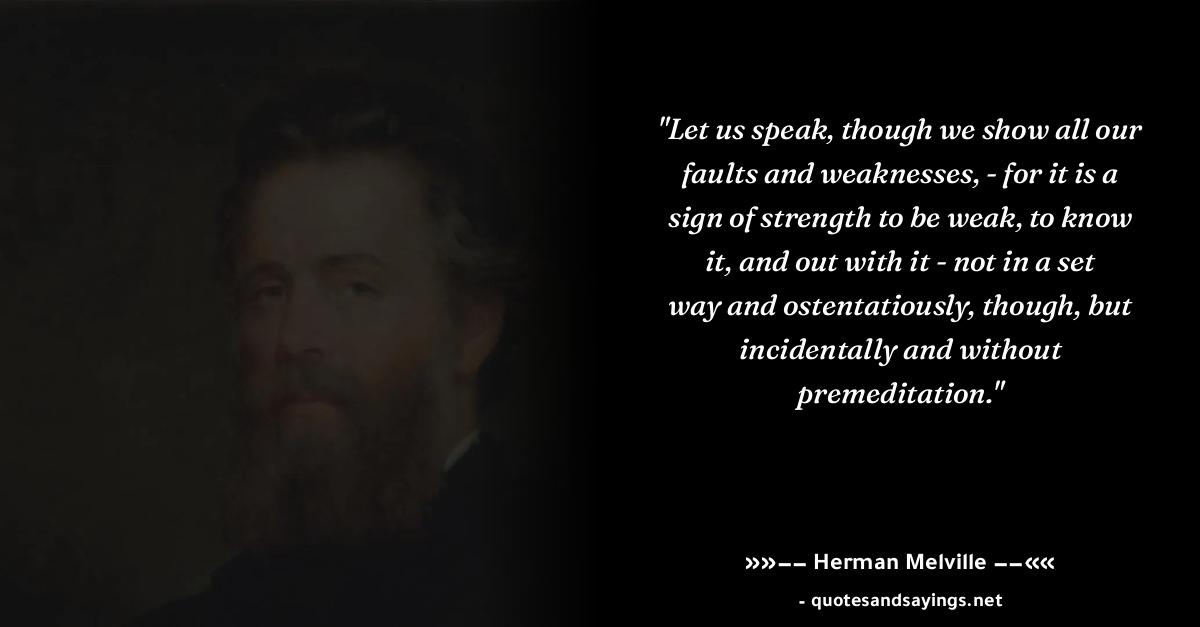 "Let us speak, though we show all our
faults and weaknesses, - for it is a
sign of strength to be weak, to know
it, and out with it - not in a set
way and ostentatiously, though, but
incidentally and without
premeditation."
»»−− Herman Melville −−««
- quotesandsayings.net